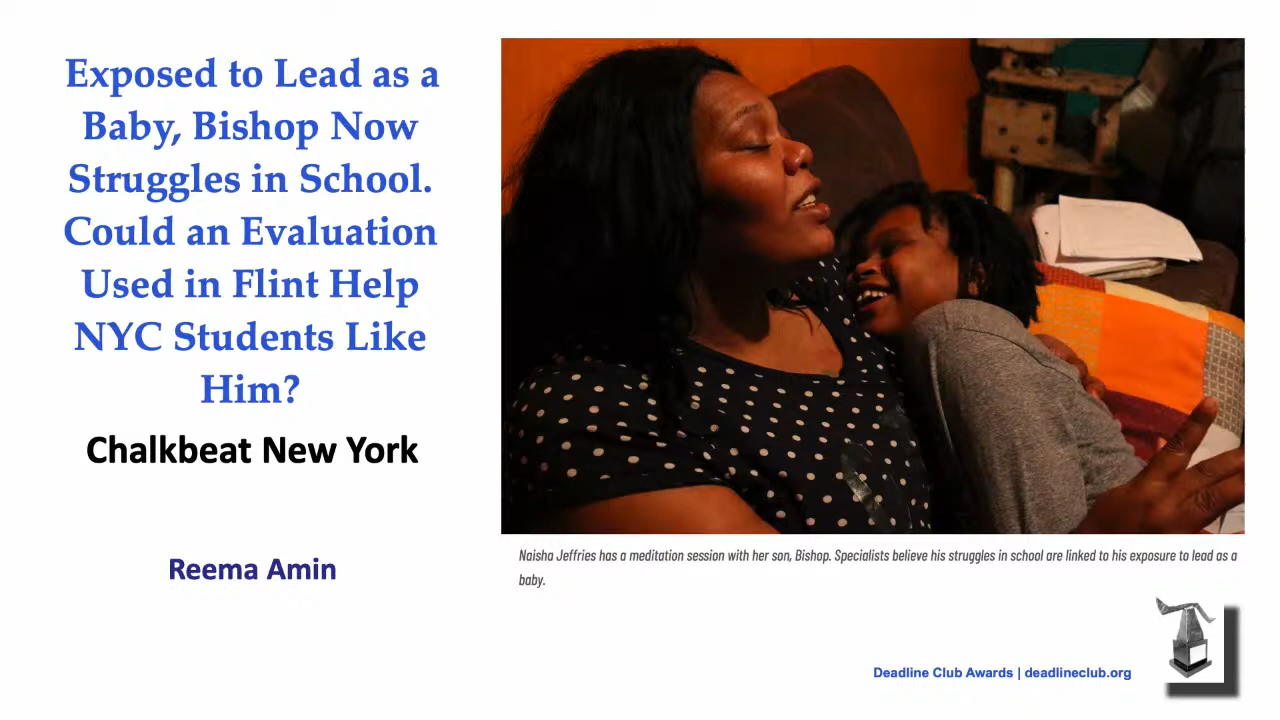 Exposed to Lead as a
Baby, Bishop Now
Struggles in School.
Could an Evaluation
Used in Flint Help
NYC Students Like
Him?
Chalkbeat New York
Reema Amin
Naisha Jeffries has a meditation session with her son, Bishop. Specialists believe his struggles in school are linked to his exposure to lead as a
baby.
Deadline Club Awards | deadlineclub.org